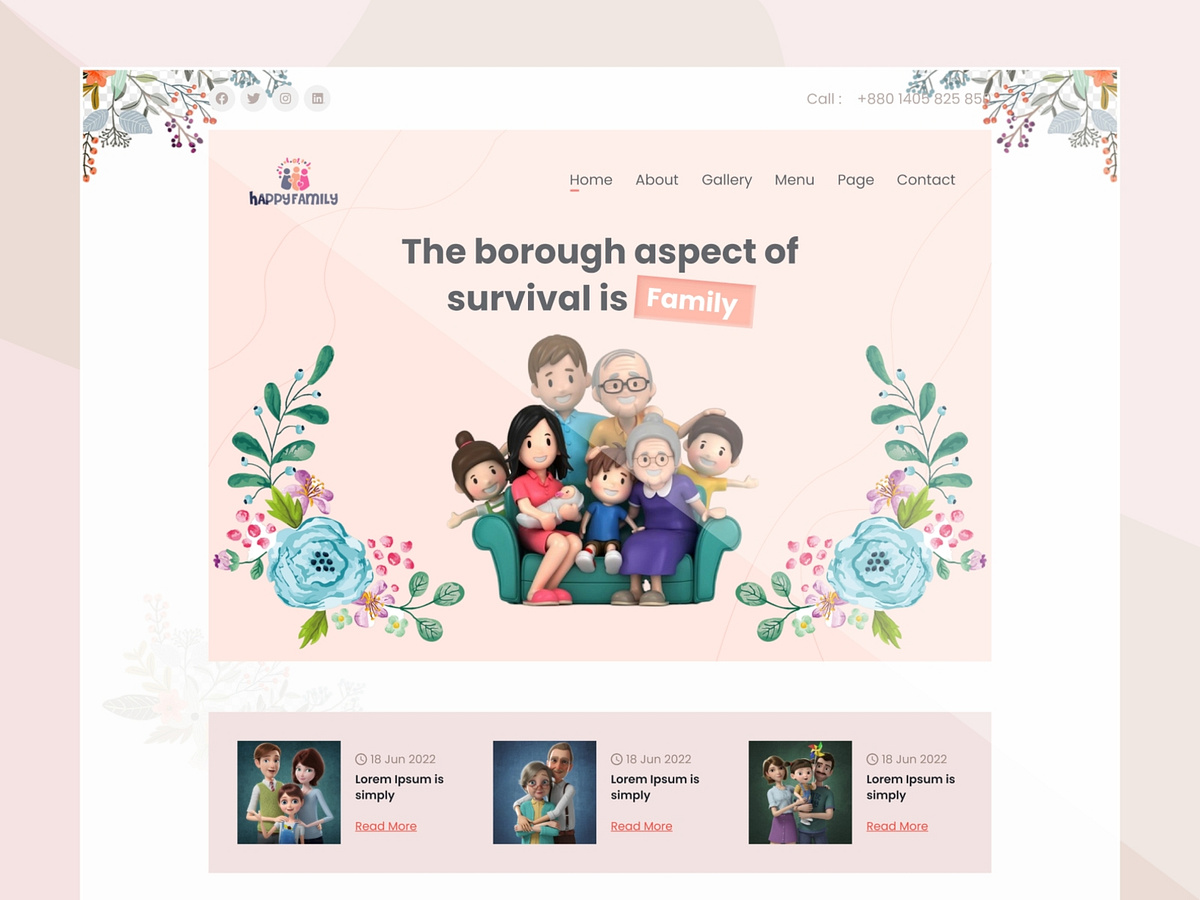 Call : +880 1405 825 85
HAPPY FAMILY
Home About Gallery Menu Page Contact
The borough aspect of
survival is Family
18 Jun 2022
Lorem Ipsum is
simply
Read More
18 Jun 2022
Lorem Ipsum is
simply
Read More
18 Jun 2022
Lorem Ipsum is
simply
Read More